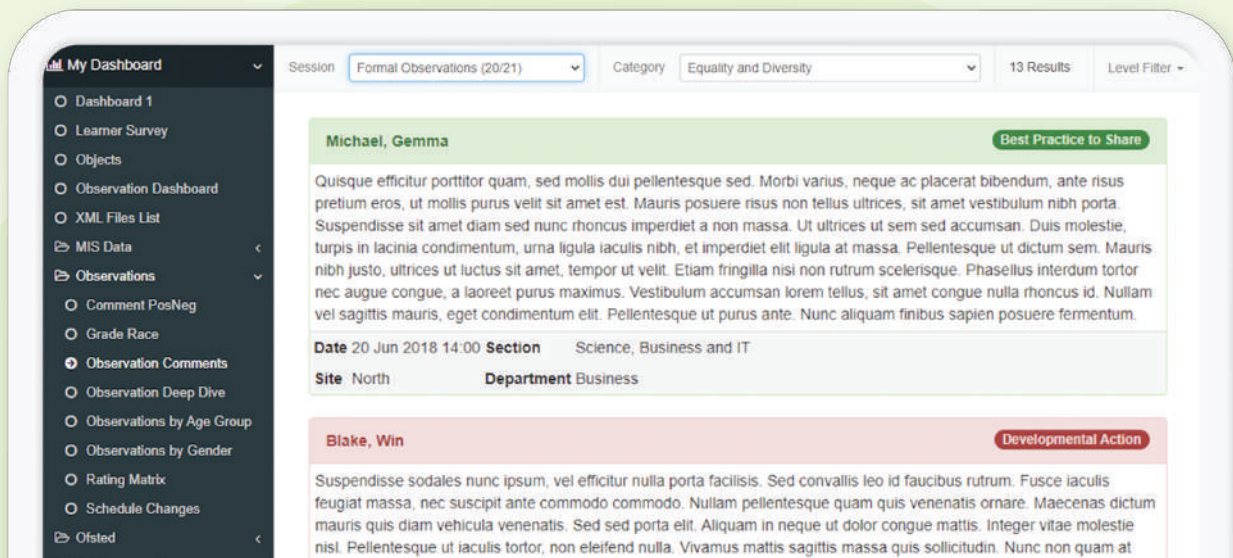 My Dashboard
Dashboard 1
Learner Survey
Objects
Observation Dashboard
XML Files List
MIS Data
Observations
Comment PosNeg
Grade Race
Observation Comments
Observation Deep Dive
Observations by Age Group
Observations by Gender
Rating Matrix
Schedule Changes
Ofsted
Session Formal Observations (20/21) Category Equality and Diversity 13 Results Level Filter
Michael, Gemma Best Practice to Share
Quisque efficitur porttitor quam, sed mollis dui pellentesque sed. Morbi varius, neque ac placerat bibendum, ante risus
pretium eros, ut mollis purus velit sit amet est. Mauris posuere risus non tellus ultrices, sit amet vestibulum nibh porta.
Suspendisse sit amet diam sed nunc rhoncus imperdiet a non massa. Ut ultrices ut sem sed accumsan. Duis molestie,
turpis in lacinia condimentum, urna ligula iaculis nibh, et imperdiet elit ligula at massa. Pellentesque ut dictum sem. Mauris
nibh justo, ultrices ut luctus sit amet, tempor ut velit. Etiam fringilla nisi non rutrum scelerisque. Phasellus interdum tortor
nec augue congue, a laoreet purus maximus. Vestibulum accumsan lorem tellus, sit amet congue nulla rhoncus id. Nullam
vel sagittis mauris, eget condimentum elit. Pellentesque ut purus ante. Nunc aliquam finibus sapien posuere fermentum.
Date 20 Jun 2018 14:00 Section Science, Business and IT
Site North Department Business
Blake, Win Developmental Action
Suspendisse sodales nunc ipsum, vel efficitur nulla porta facilisis. Sed convallis leo id faucibus rutrum. Fusce iaculis
feugiat massa, nec suscipit ante commodo commodo. Nullam pellentesque quam quis venenatis ornare. Maecenas dictum
mauris quis diam vehicula venenatis. Sed sed porta elit. Aliquam in neque ut dolor congue mattis. Integer vitae molestie
nisl. Pellentesque ut iaculis tortor, non eleifend nulla. Vivamus mattis sagittis massa quis sollicitudin. Nunc non quam at